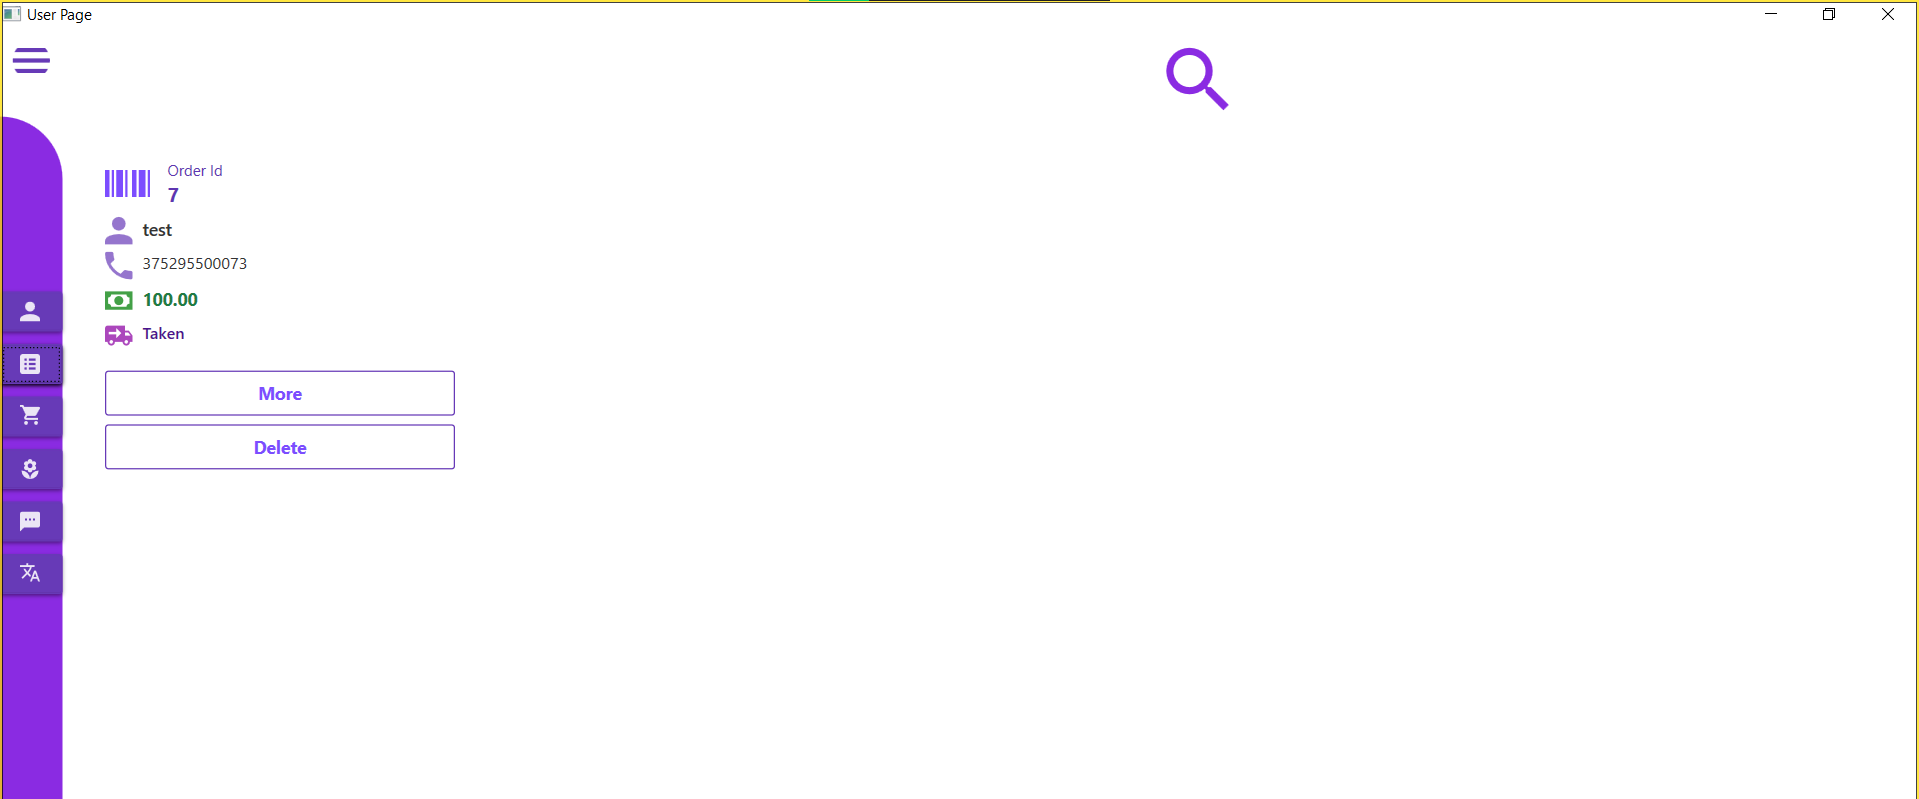 User Page
Order Id
7
test
375295500073
100.00
Taken
More
Delete